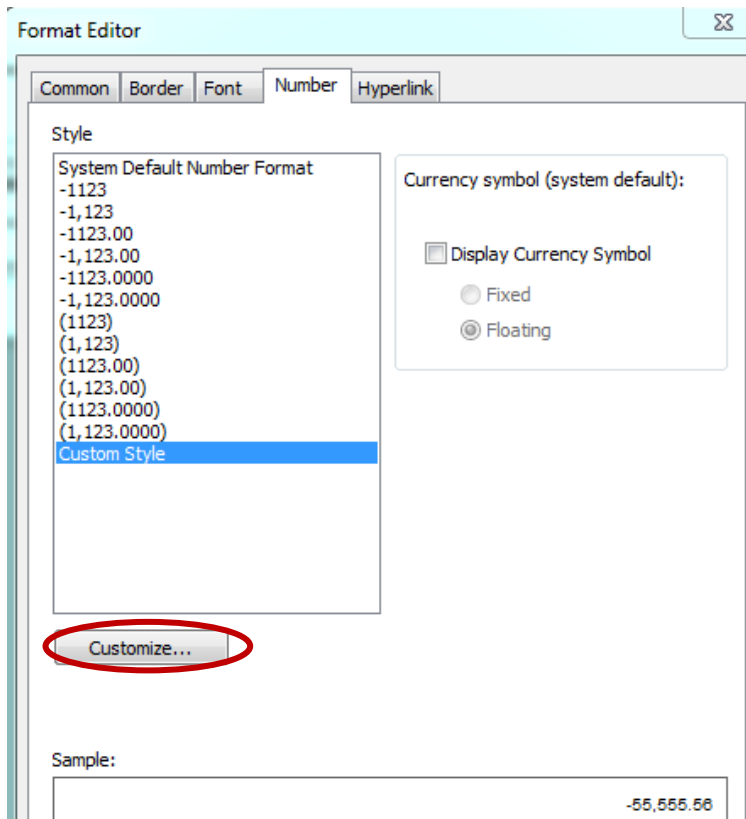 Format Editor
Common Border Font Number Hyperlink
Style
System Default Number Format
-1123
-1,123
-1123.00
-1,123.00
-1123.0000
-1,123.0000
(1123)
(1,123)
(1123.00)
(1,123.00)
(1123.0000)
(1,123.0000)
Custom Style
Currency symbol (system default):
Display Currency Symbol
Fixed
Floating
Customize...
Sample:
-55,555.56